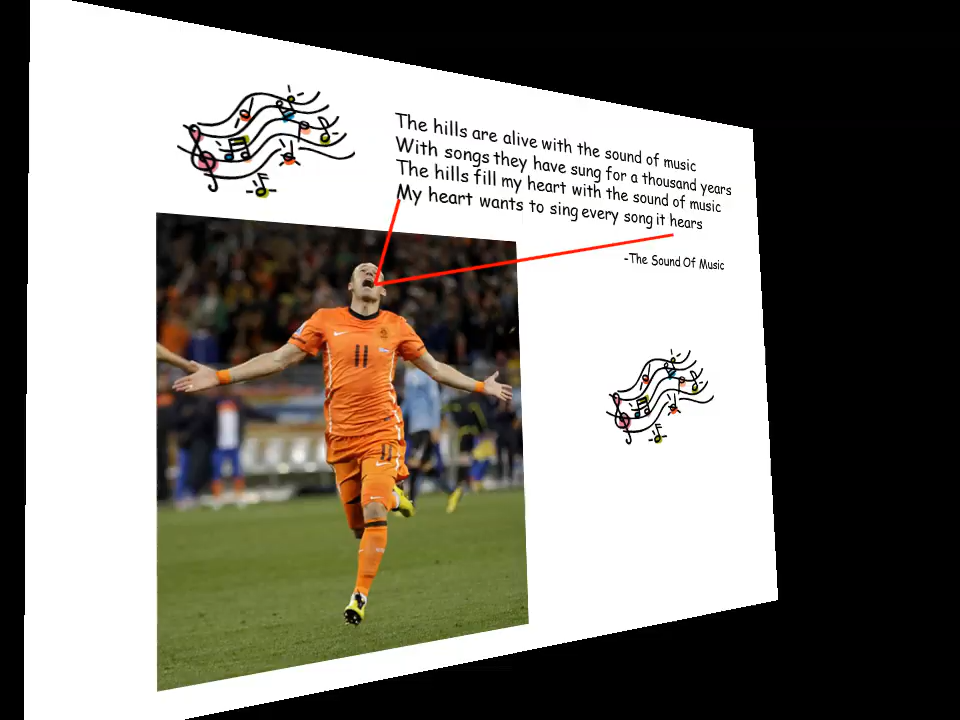 The hills are alive with the sound of music
With songs they have sung for a thousand years
The hills fill my heart with the sound of music
My heart wants to sing every song it hears
-The Sound Of Music
11
11